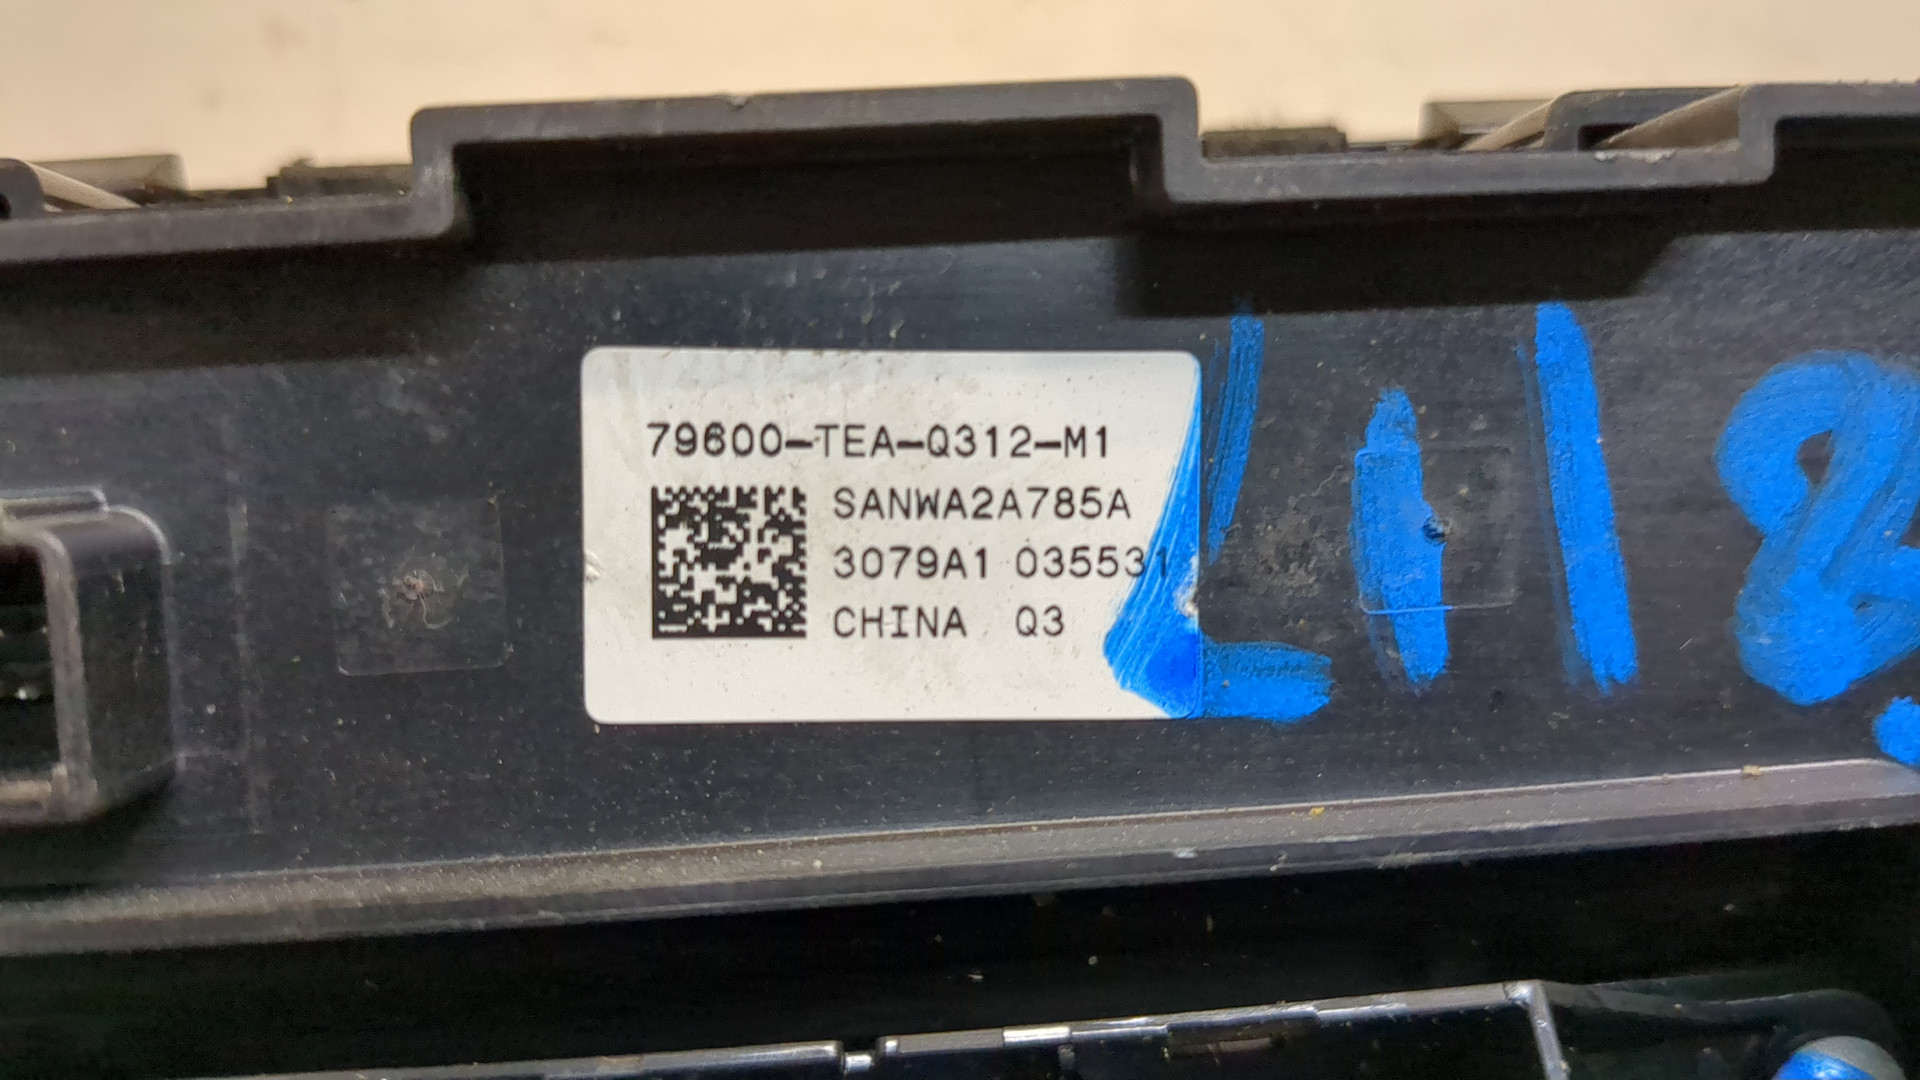 79600-TEA-Q312-M1
SANWA2A785A
3079A1 035531
CHINA Q3